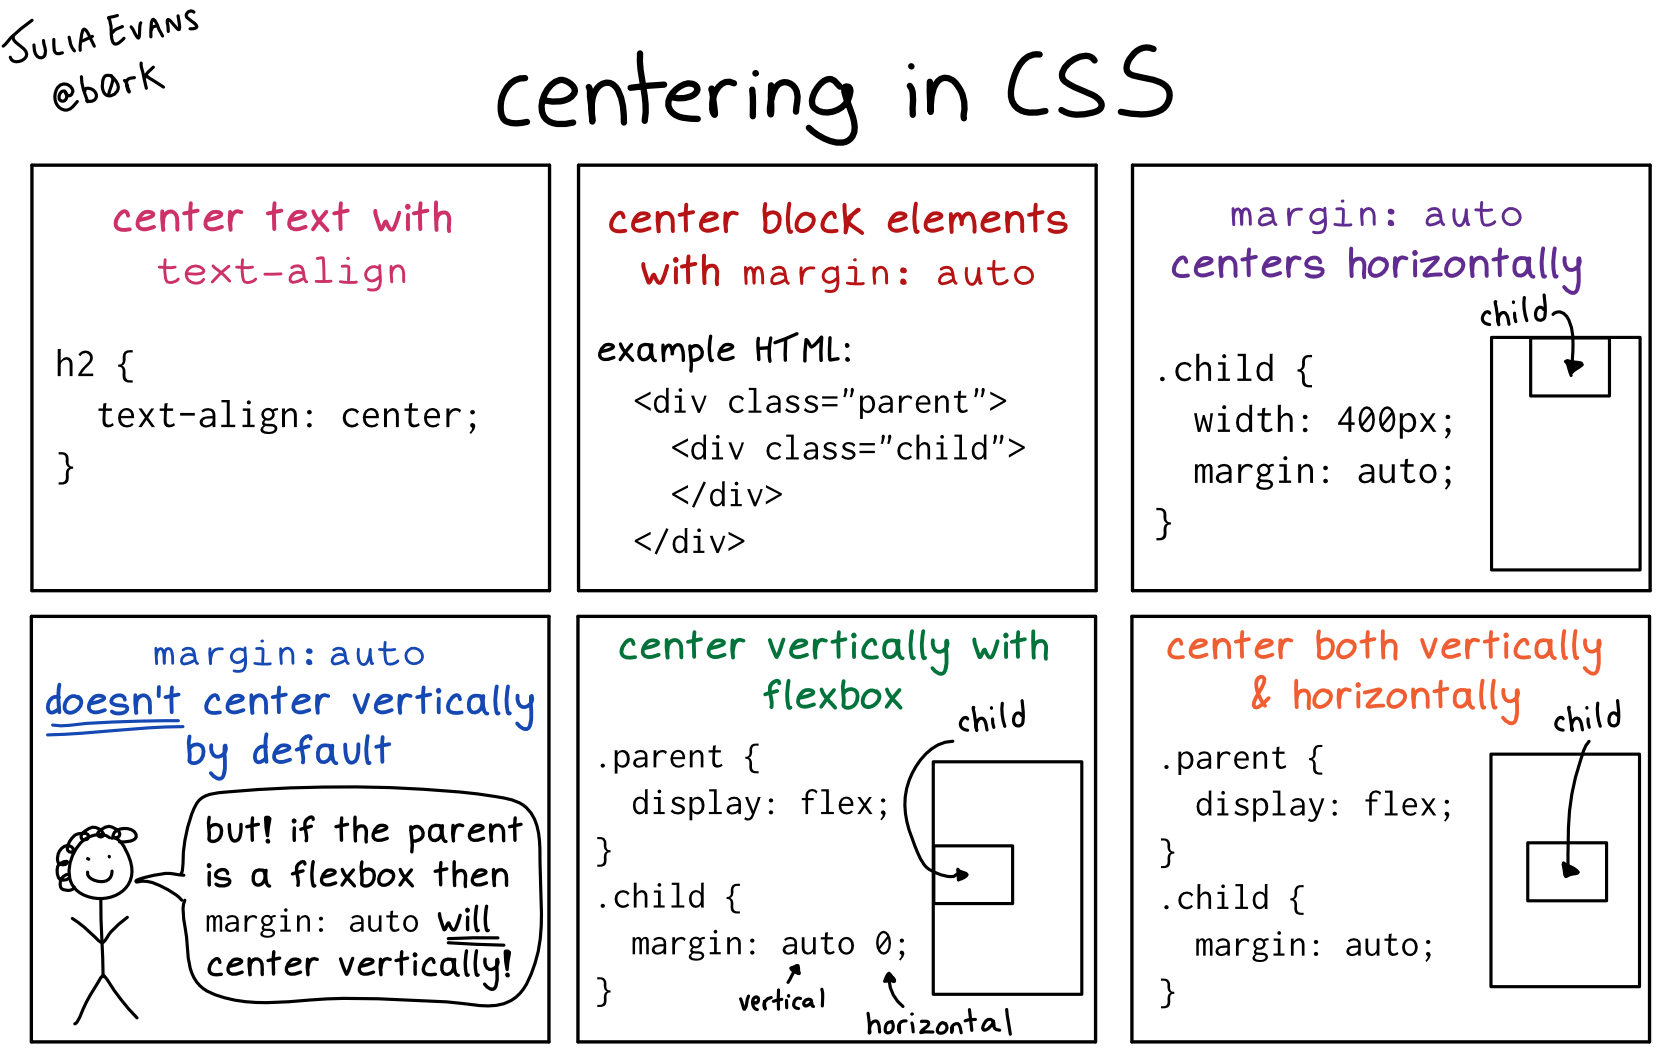 JULIA EVANS
@b0rk
centering in CSS
center text with
text-align
h2 {
text-align: center;
}
center block elements
with margin: auto
example HTML:
<div class="parent">
<div class="child">
</div>
</div>
margin: auto
centers horizontally
child
.child {
width: 400px;
margin: auto;
}
margin: auto
doesn't center vertically
by default
but! if the parent
is a flexbox then
margin: auto will
center vertically!
center vertically with
flexbox
child
.parent {
display: flex;
}
.child {
margin: auto 0;
}
vertical
horizontal
center both vertically
& horizontally
child
.parent {
display: flex;
}
.child {
margin: auto;
}